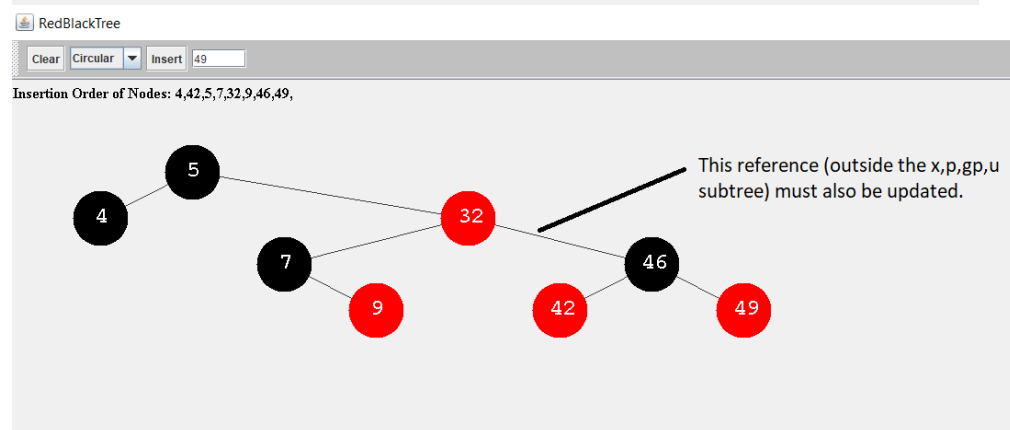 RedBlackTree
Clear Circular Insert 49
Insertion Order of Nodes: 4,42,5,7,32,9,46,49,
This reference (outside the x,p,gp,u
subtree) must also be updated.
5
4 32
7 46
9 42 49